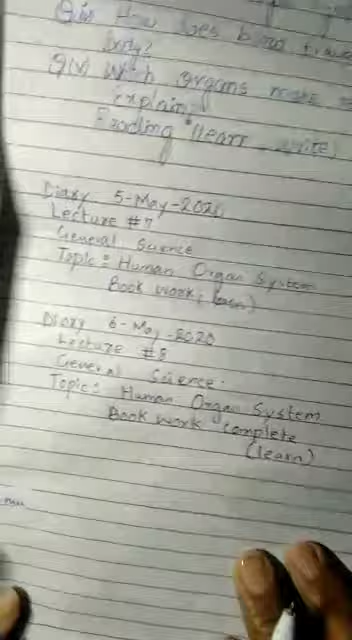 How does blood
body?
Q(v) Which organs make
explain
Reading (learn write)
Diary 5-May-2020
Lecture #7
General Science
Topic: Human Organ System
Book work (learn)
Diary 6-May-2020
Lecture #8
General Science.
Topic: Human Organ System
Book work complete
(learn)